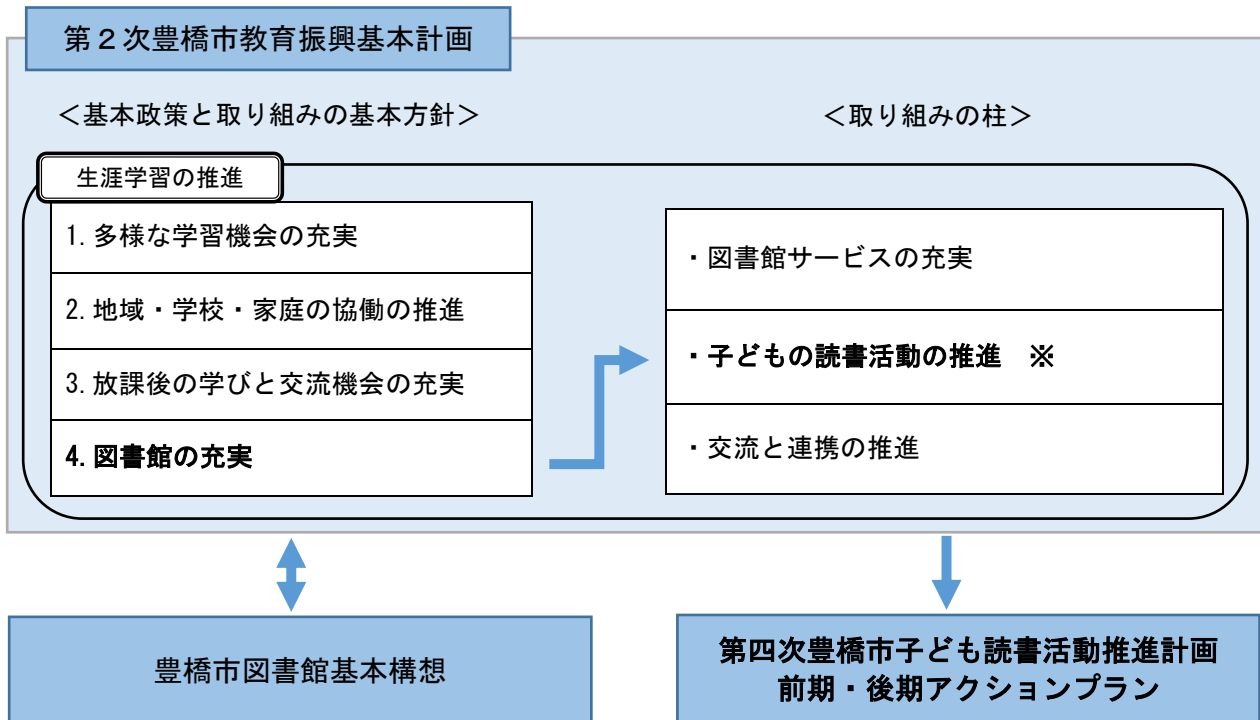 第２次豊橋市教育振興基本計画
＜基本政策と取り組みの基本方針＞
＜取り組みの柱＞
生涯学習の推進
1.多様な学習機会の充実
2.地域・学校・家庭の協働の推進
3.放課後の学びと交流機会の充実
4.図書館の充実
・図書館サービスの充実
・子どもの読書活動の推進　※
・交流と連携の推進
豊橋市図書館基本構想
第四次豊橋市子ども読書活動推進計画
前期・後期アクションプラン